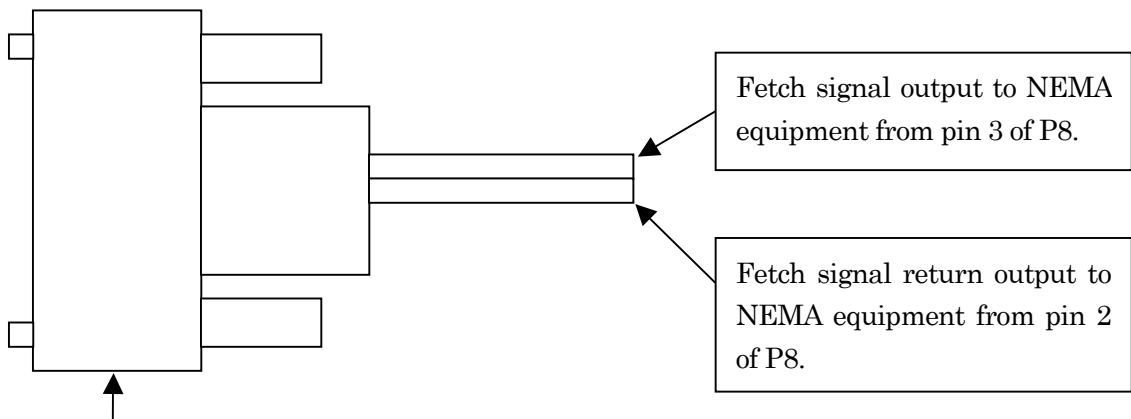 Fetch signal output to NEMA
equipment from pin 3 of P8.
Fetch signal return output to
NEMA equipment from pin 2
of P8.